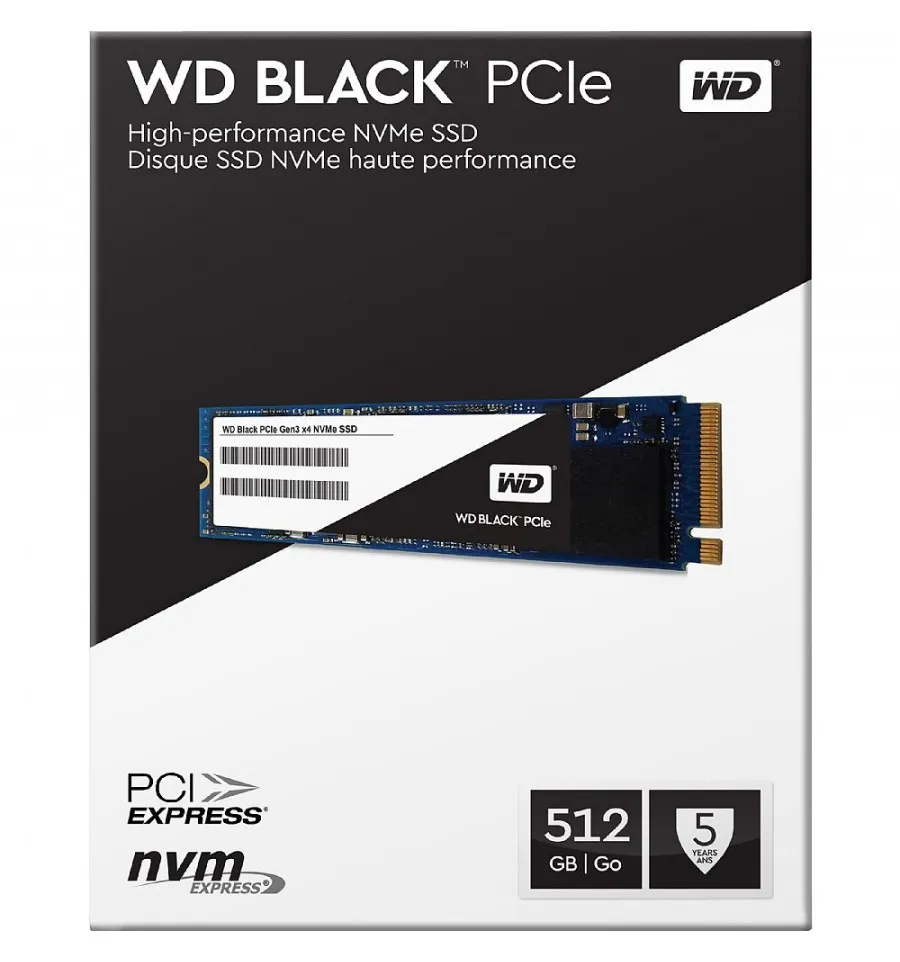 WD BLACK™ PCIe
WD®
High-performance NVMe SSD
Disque SSD NVMe haute performance
WD Black PCIe Gen3 x4 NVMe SSD
WD®
WD BLACK™ PCIe
PCI
EXPRESS®
nvm
EXPRESS®
512
GB | Go
5
YEARS
ANS